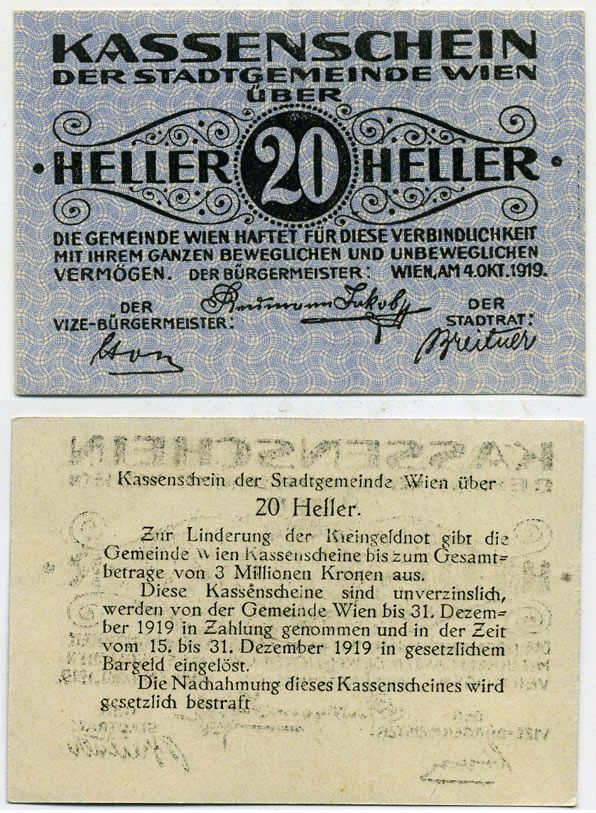 KASSENSCHEIN
DER STADTGEMEINDE WIEN
ÜBER
HELLER 20 HELLER
DIE GEMEINDE WIEN HAFTET FÜR DIESE VERBINDLICHKEIT
MIT IHREM GANZEN BEWEGLICHEN UND UNBEWEGLICHEN
VERMÖGEN. DER BÜRGERMEISTER: WIEN, AM 4. OKT. 1919.
DER
VIZE-BÜRGERMEISTER:
Reumann Jakob
DER
STADTRAT:
Breitner
Kassenschein der Stadtgemeinde Wien über
20 Heller.
Zur Linderung der Kleingeldnot gibt die
Gemeinde Wien Kassenscheine bis zum Gesamt=
betrage von 3 Millionen Kronen aus.
Diese Kassenscheine sind unverzinslich,
werden von der Gemeinde Wien bis 31. Dezem=
ber 1919 in Zahlung genommen und in der Zeit
vom 15. bis 31. Dezember 1919 in gesetzlichem
Bargeld eingelöst.
Die Nachahmung dieses Kassenscheines wird
gesetzlich bestraft